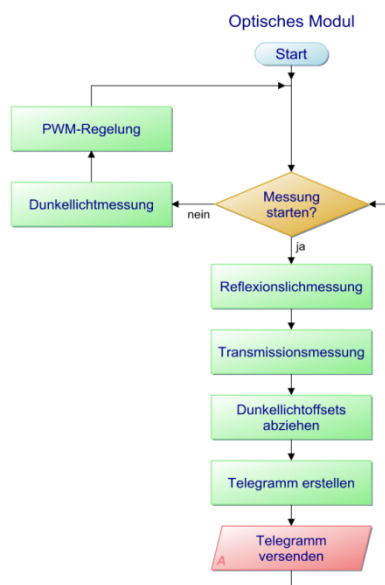 Optisches Modul
Start
PWM-Regelung
Dunkellichtmessung
nein
Messung
starten?
ja
Reflexionslichmessung
Transmissionsmessung
Dunkellichtoffsets
abziehen
Telegramm erstellen
Telegramm
versenden
A